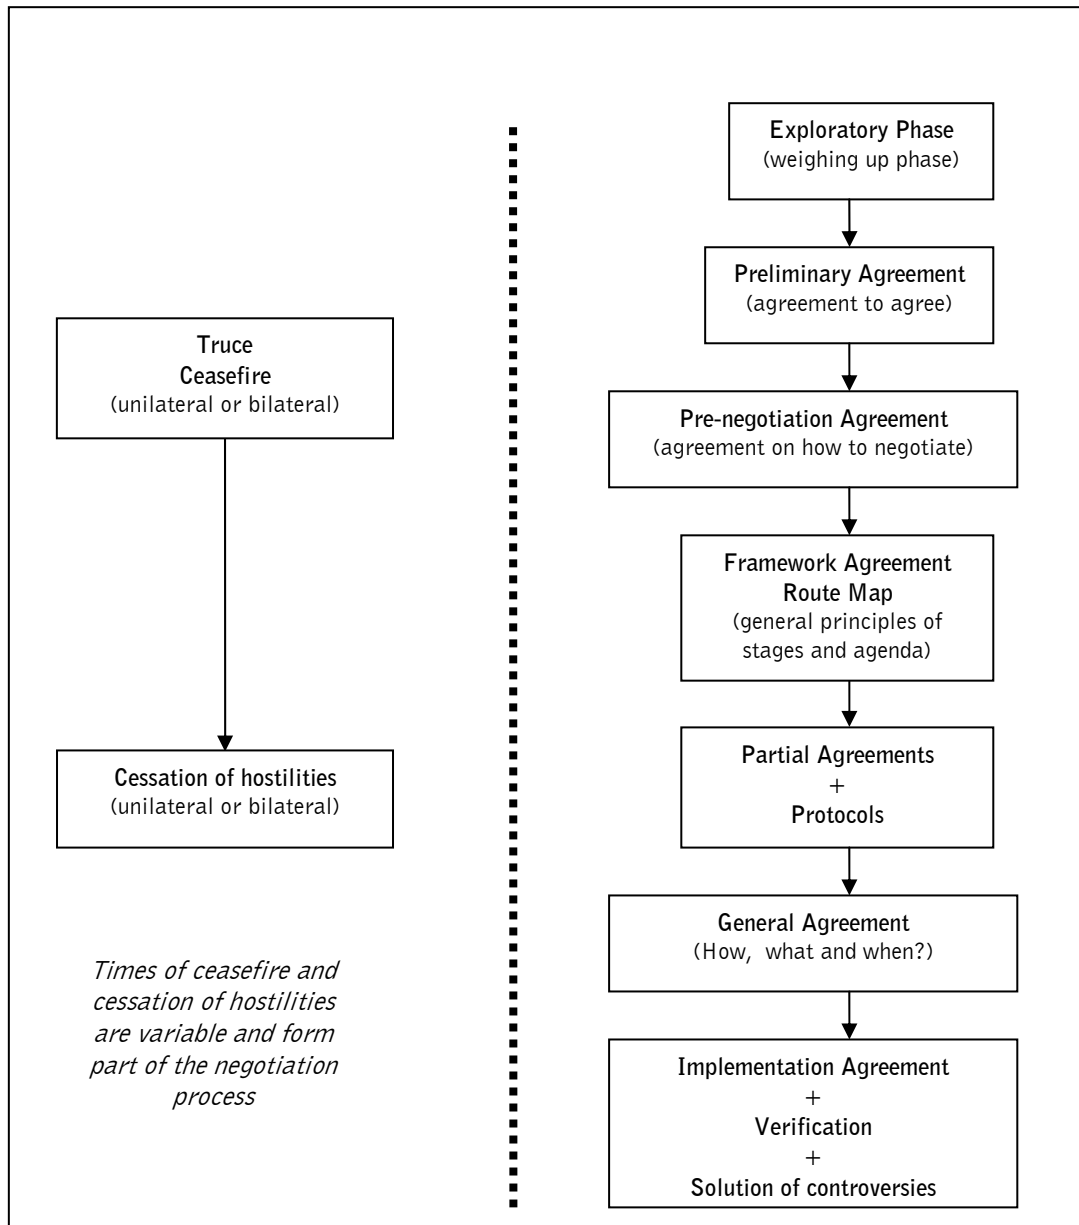 Truce
Ceasefire
(unilateral or bilateral)
Cessation of hostilities
(unilateral or bilateral)
Times of ceasefire and
cessation of hostilities
are variable and form
part of the negotiation
process
Exploratory Phase
(weighing up phase)
Preliminary Agreement
(agreement to agree)
Pre-negotiation Agreement
(agreement on how to negotiate)
Framework Agreement
Route Map
(general principles of
stages and agenda)
Partial Agreements
+
Protocols
General Agreement
(How, what and when?)
Implementation Agreement
+
Verification
+
Solution of controversies